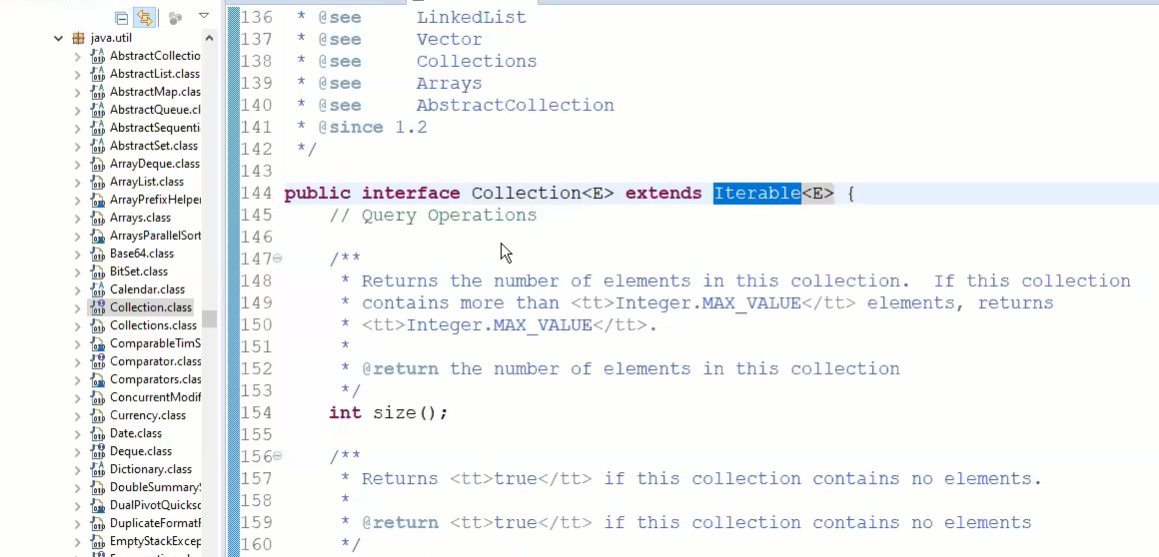 java.util
AbstractCollectio
AbstractList.class
AbstractMap.clas
AbstractQueue.cl
AbstractSequenti
AbstractSet.class
ArrayDeque.class
ArrayList.class
ArrayPrefixHelper
Arrays.class
ArraysParallelSort
Base64.class
BitSet.class
Calendar.class
Collection.class
Collections.class
ComparableTimS
Comparator.class
Comparators.clas
ConcurrentModif
Currency.class
Date.class
Deque.class
Dictionary.class
DoubleSummaryS
DualPivotQuickso
DuplicateFormatF
EmptyStackExcep
136 * @see LinkedList
137 * @see Vector
138 * @see Collections
139 * @see Arrays
140 * @see AbstractCollection
141 * @since 1.2
142 */
143
144 public interface Collection<E> extends Iterable<E> {
145 // Query Operations
146
147 /**
148 * Returns the number of elements in this collection. If this collection
149 * contains more than <tt>Integer.MAX_VALUE</tt> elements, returns
150 * <tt>Integer.MAX_VALUE</tt>.
151 *
152 * @return the number of elements in this collection
153 */
154 int size();
155
156 /**
157 * Returns <tt>true</tt> if this collection contains no elements.
158 *
159 * @return <tt>true</tt> if this collection contains no elements
160 */